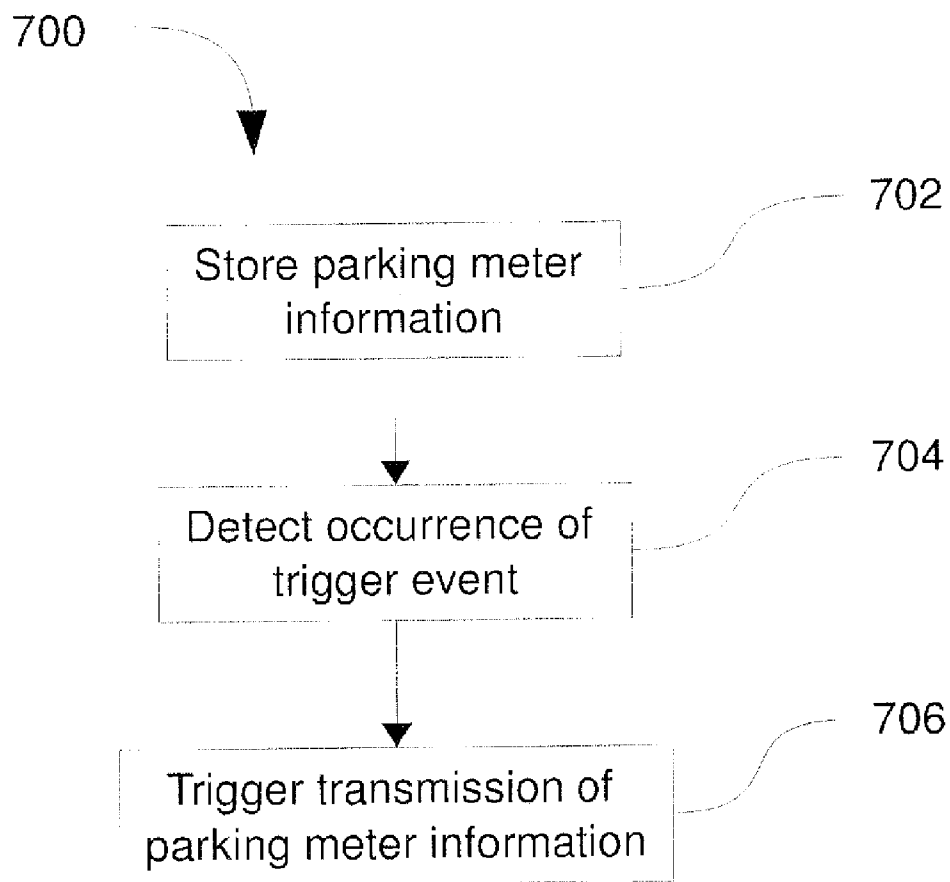 700
702
Store parking meter
information
704
Detect occurrence of
trigger event
706
Trigger transmission of
parking meter information